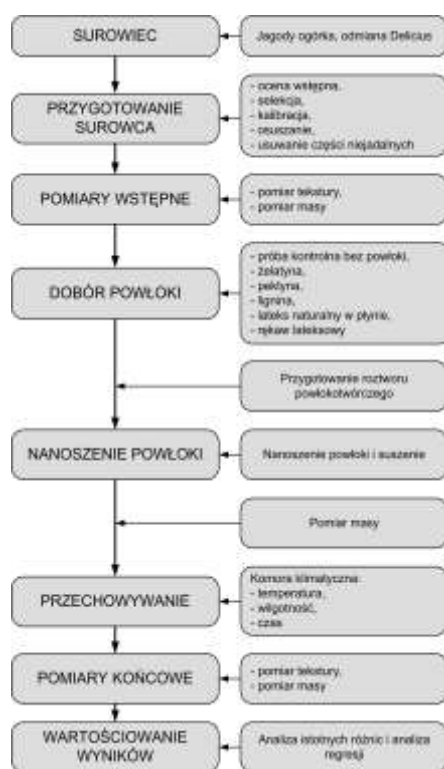 SUROWIEC
Jagody ogórka, odmiana Delicius
PRZYGOTOWANIE
SUROWCA
- ocena wstępna,
- selekcja,
- kalibracja,
- osuszanie,
- usuwanie części niejadalnych
POMIARY WSTĘPNE
- pomiar tekstury,
- pomiar masy
DOBÓR POWŁOKI
- próba kontrolna bez powłoki,
- żelatyna,
- pektyna,
- lignina,
- lateks naturalny w płynie,
- rękaw lateksowy
Przygotowanie roztworu
powłokotwórczego
NANOSZENIE POWŁOKI
Nanoszenie powłoki i suszenie
Pomiar masy
PRZECHOWYWANIE
Komora klimatyczna:
- temperatura,
- wilgotność,
- czas
POMIARY KOŃCOWE
- pomiar tekstury,
- pomiar masy
WARTOŚCIOWANIE
WYNIKÓW
Analiza istotnych różnic i analiza
regresji